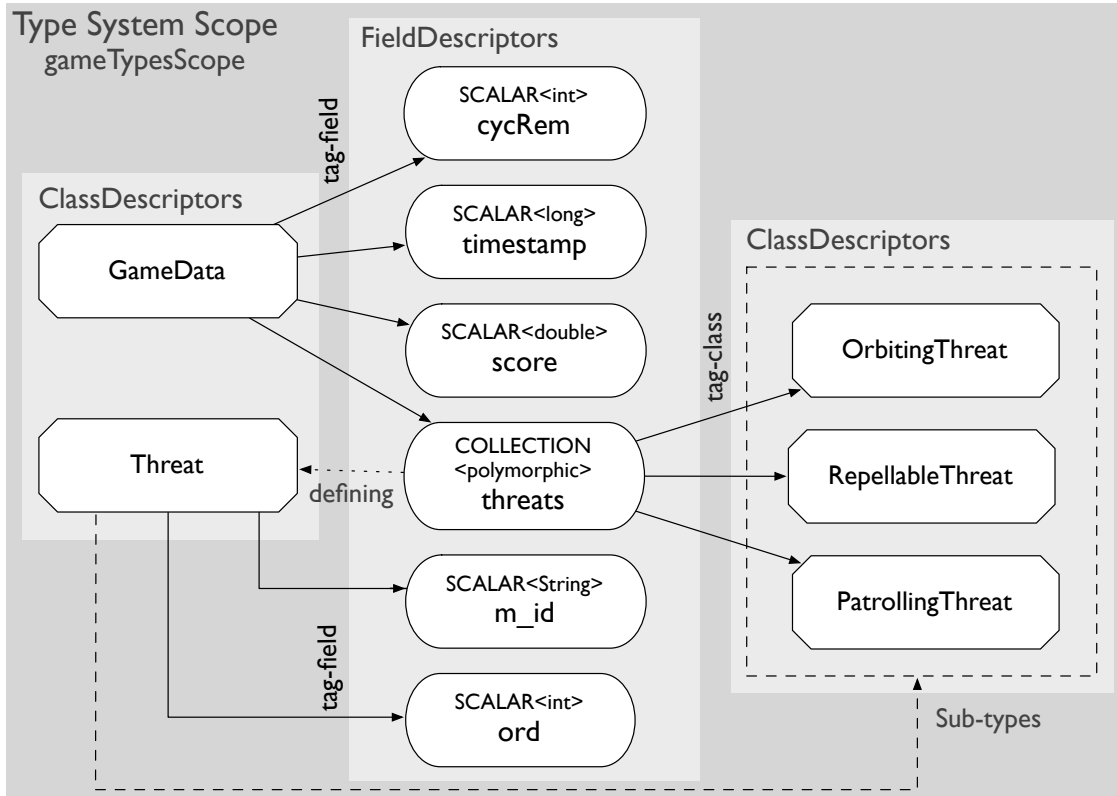 Type System Scope
gameTypesScope
FieldDescriptors
SCALAR<int>
cycRem
tag-field
ClassDescriptors
GameData
SCALAR<long>
timestamp
SCALAR<double>
score
ClassDescriptors
tag-class
OrbitingThreat
Threat
defining
COLLECTION
<polymorphic>
threats
RepellableThreat
PatrollingThreat
SCALAR<String>
m_id
tag-field
SCALAR<int>
ord
Sub-types